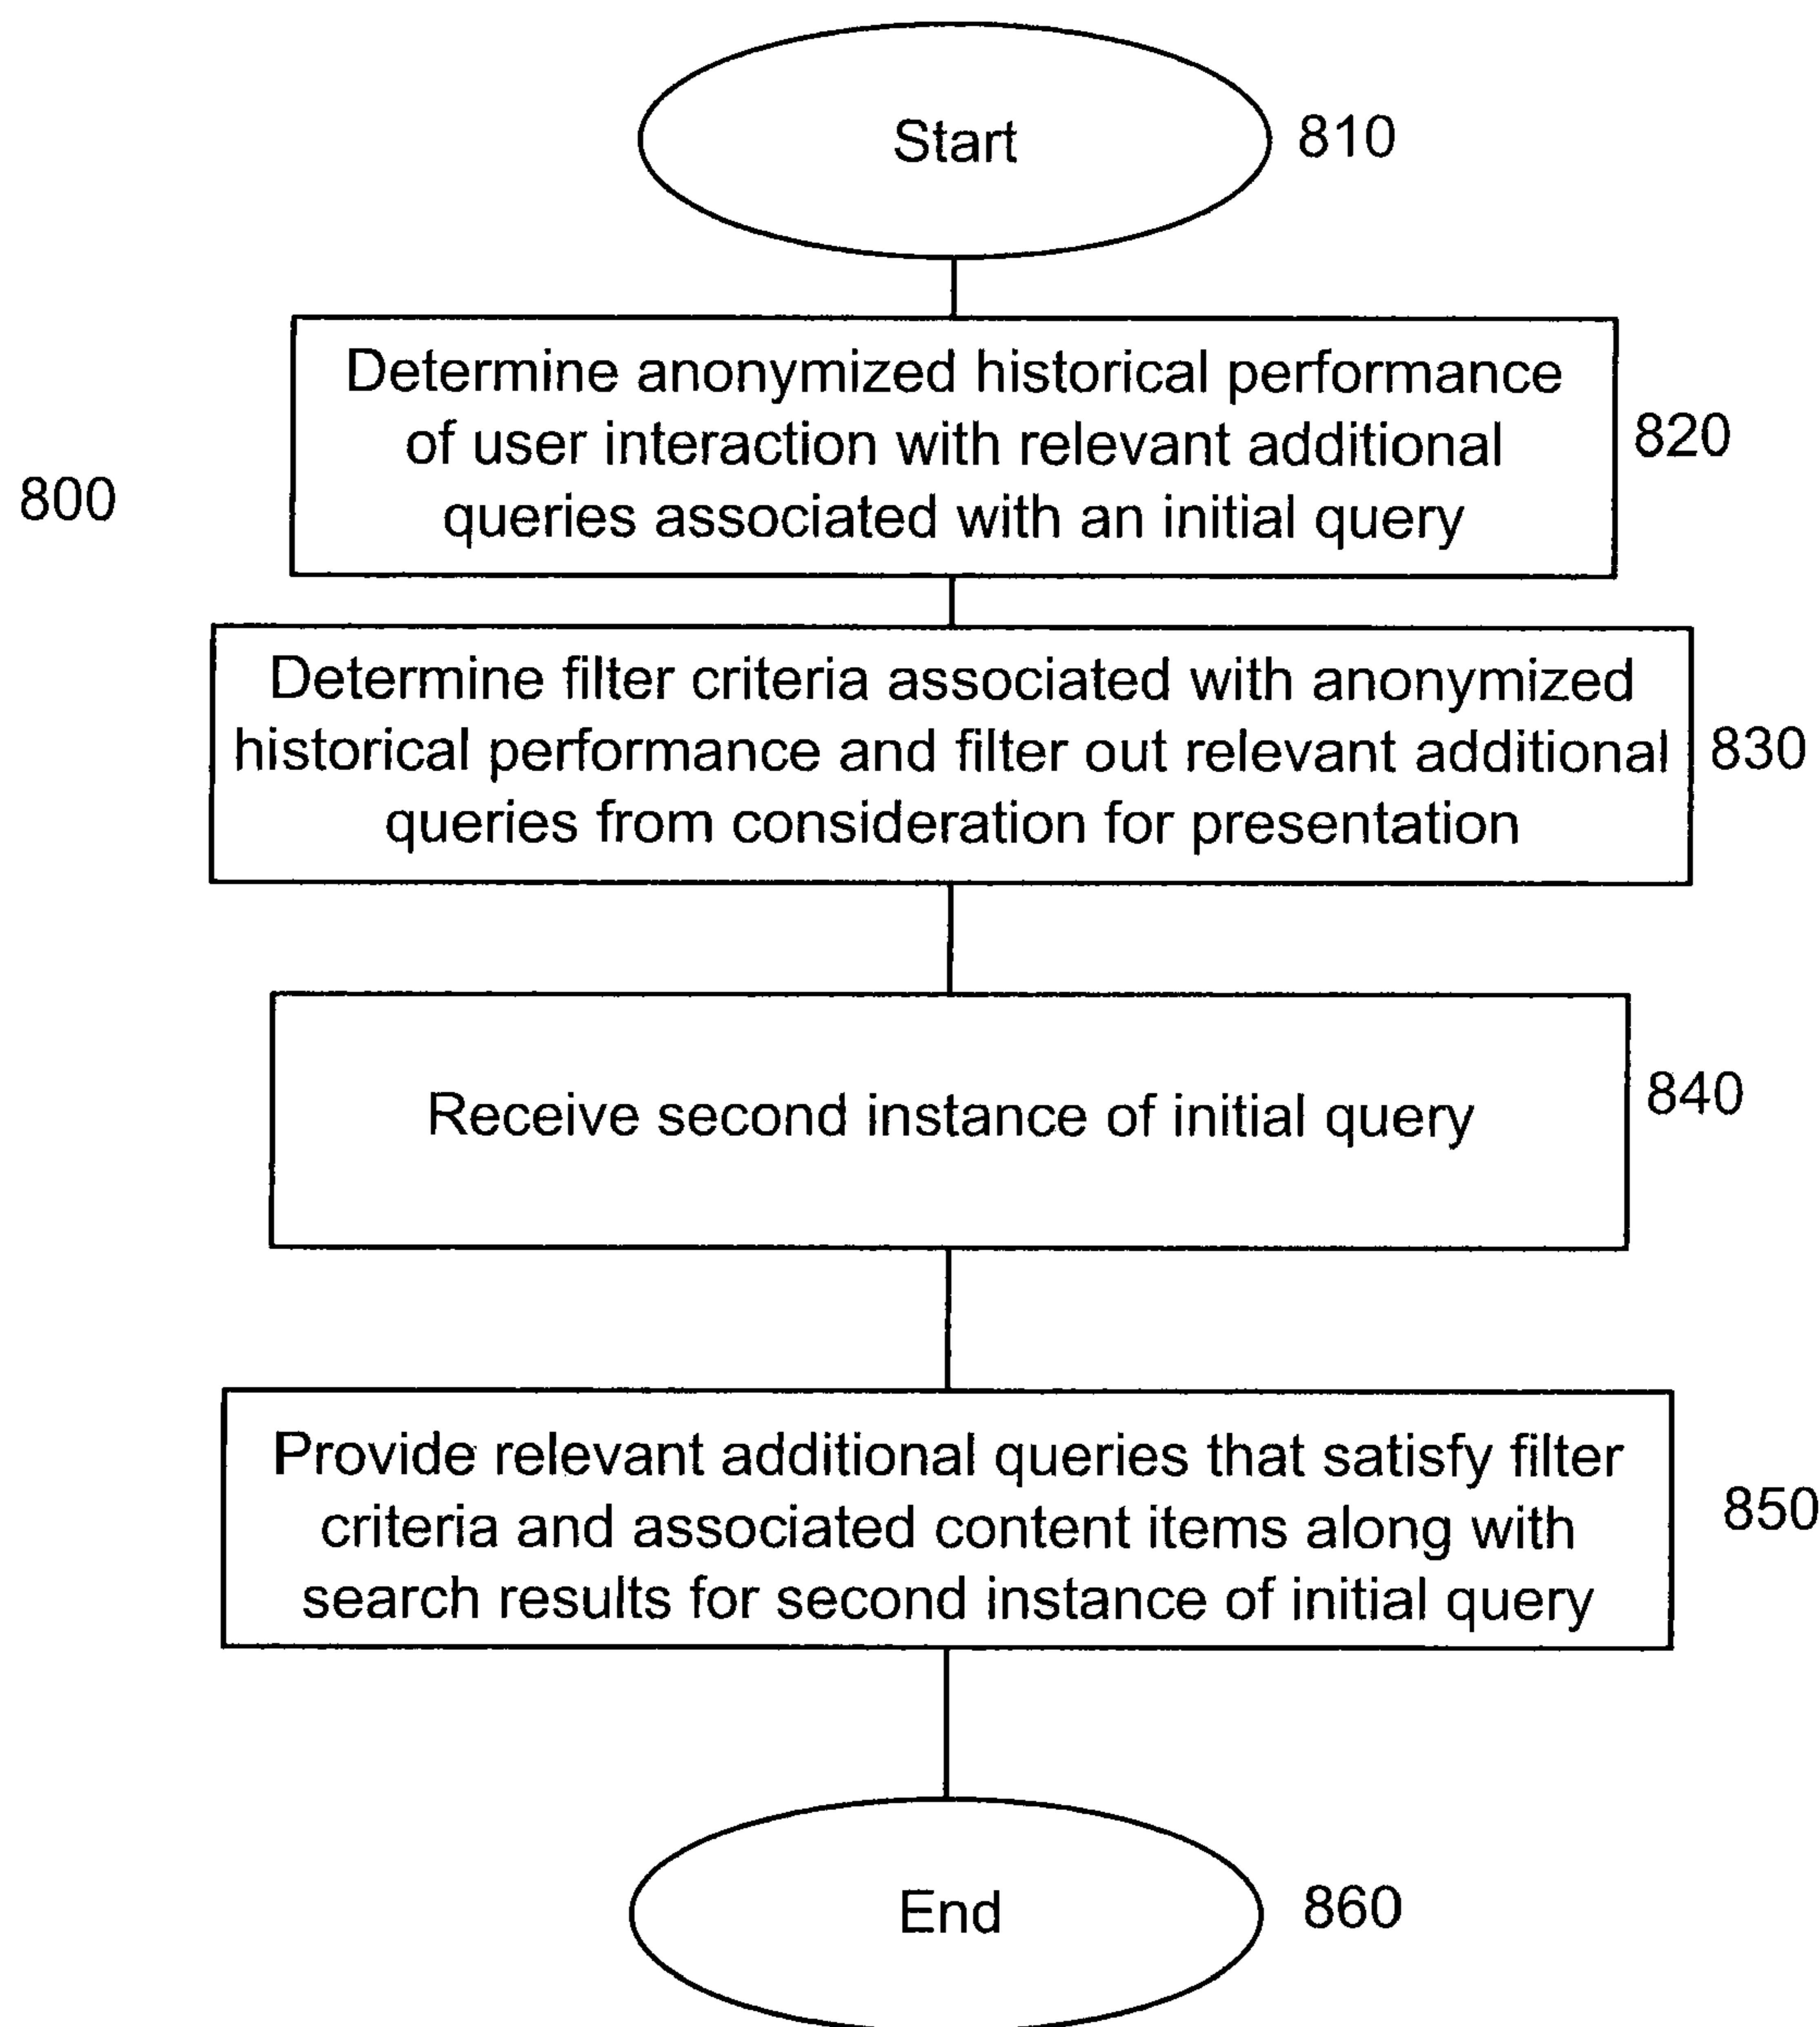 Start
810
Determine anonymized historical performance
of user interaction with relevant additional
queries associated with an initial query
820
800
Determine filter criteria associated with anonymized
historical performance and filter out relevant additional
queries from consideration for presentation
830
Receive second instance of initial query
840
Provide relevant additional queries that satisfy filter
criteria and associated content items along with
search results for second instance of initial query
850
End
860